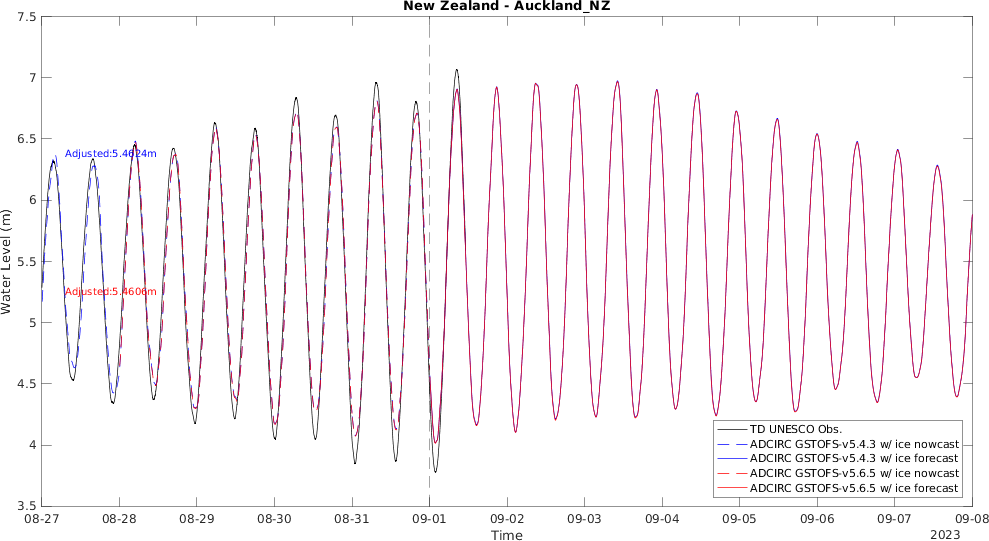 New Zealand - Auckland_NZ
7.5
7
6.5
6
5.5
5
4.5
4
3.5
Water Level (m)
Adjusted:5.4624m
Adjusted:5.4606m
TD UNESCO Obs.
ADCIRC GSTOFS-v5.4.3 w/ ice nowcast
ADCIRC GSTOFS-v5.4.3 w/ ice forecast
ADCIRC GSTOFS-v5.6.5 w/ ice nowcast
ADCIRC GSTOFS-v5.6.5 w/ ice forecast
08-27 08-28 08-29 08-30 08-31 09-01 09-02 09-03 09-04 09-05 09-06 09-07 09-08
Time
2023